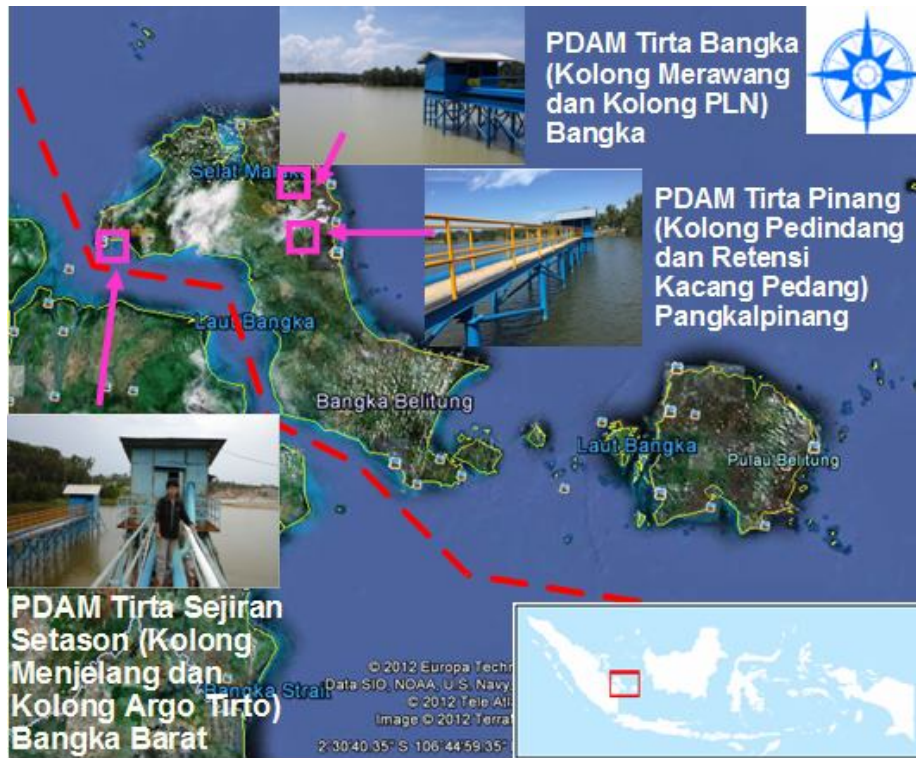 PDAM Tirta Bangka
(Kolong Merawang
dan Kolong PLN)
Bangka
Selat Malaka
PDAM Tirta Pinang
(Kolong Pedindang
dan Retensi
Kacang Pedang)
Pangkalpinang
Laut Bangka
Bangka Belitung
Laut Bangka
Pulau Belitung
PDAM Tirta Sejiran
Setason (Kolong
Menjelang dan
Kolong Argo Tirto)
Bangka Barat
Bangka Strait
© 2012 Europa Techn
Data SIO, NOAA, U.S. Navy,
© 2012 Tele Atl
Image © 2012 Terra
2°30'40.35" S 106°44'59.35"